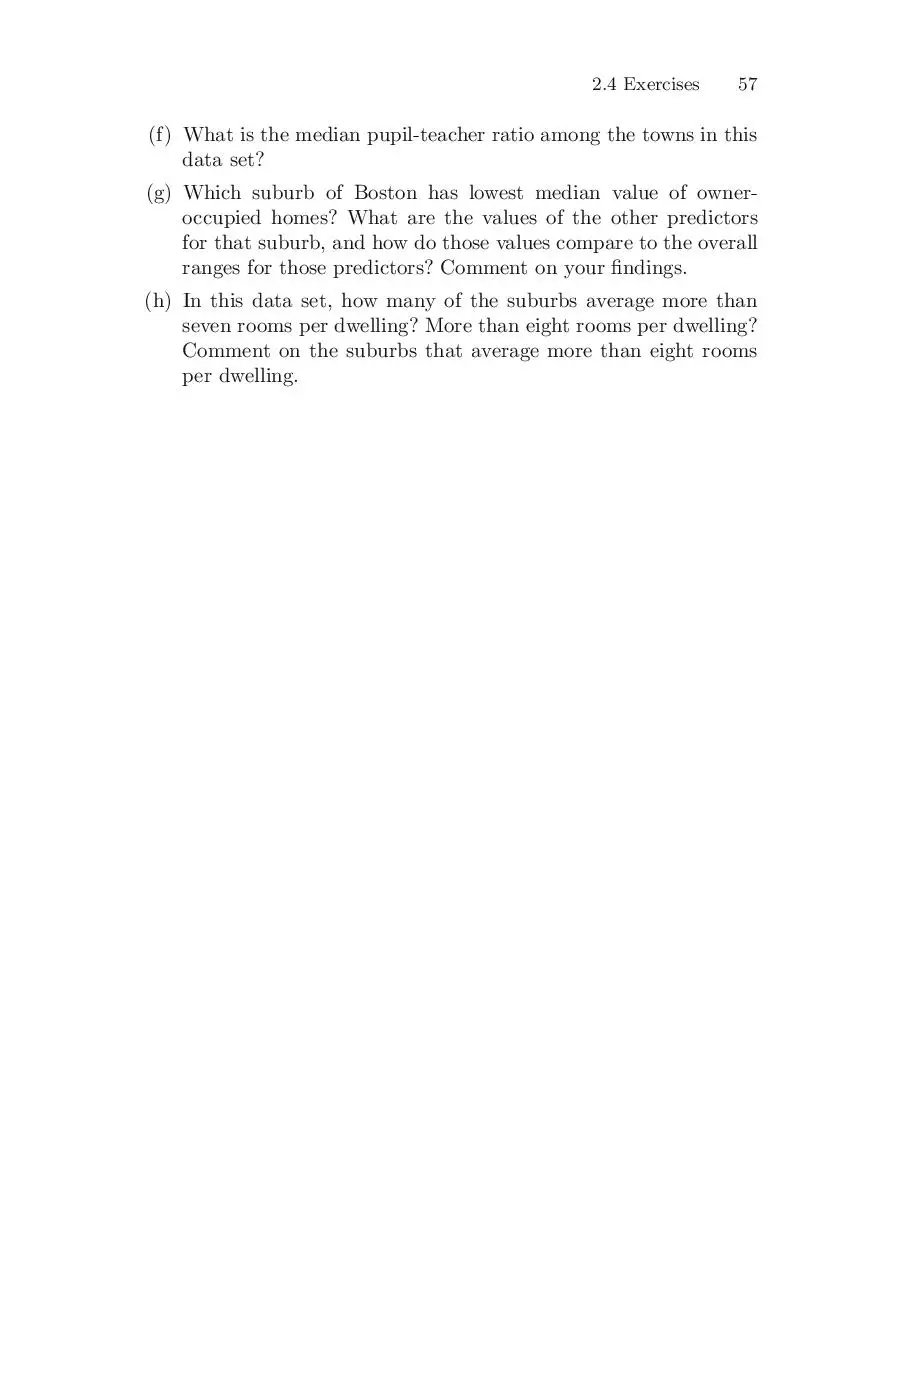 2.4 Exercises 57
(f) What is the median pupil-teacher ratio among the towns in this
data set?
(g) Which suburb of Boston has lowest median value of owner-
occupied homes? What are the values of the other predictors
for that suburb, and how do those values compare to the overall
ranges for those predictors? Comment on your findings.
(h) In this data set, how many of the suburbs average more than
seven rooms per dwelling? More than eight rooms per dwelling?
Comment on the suburbs that average more than eight rooms
per dwelling.